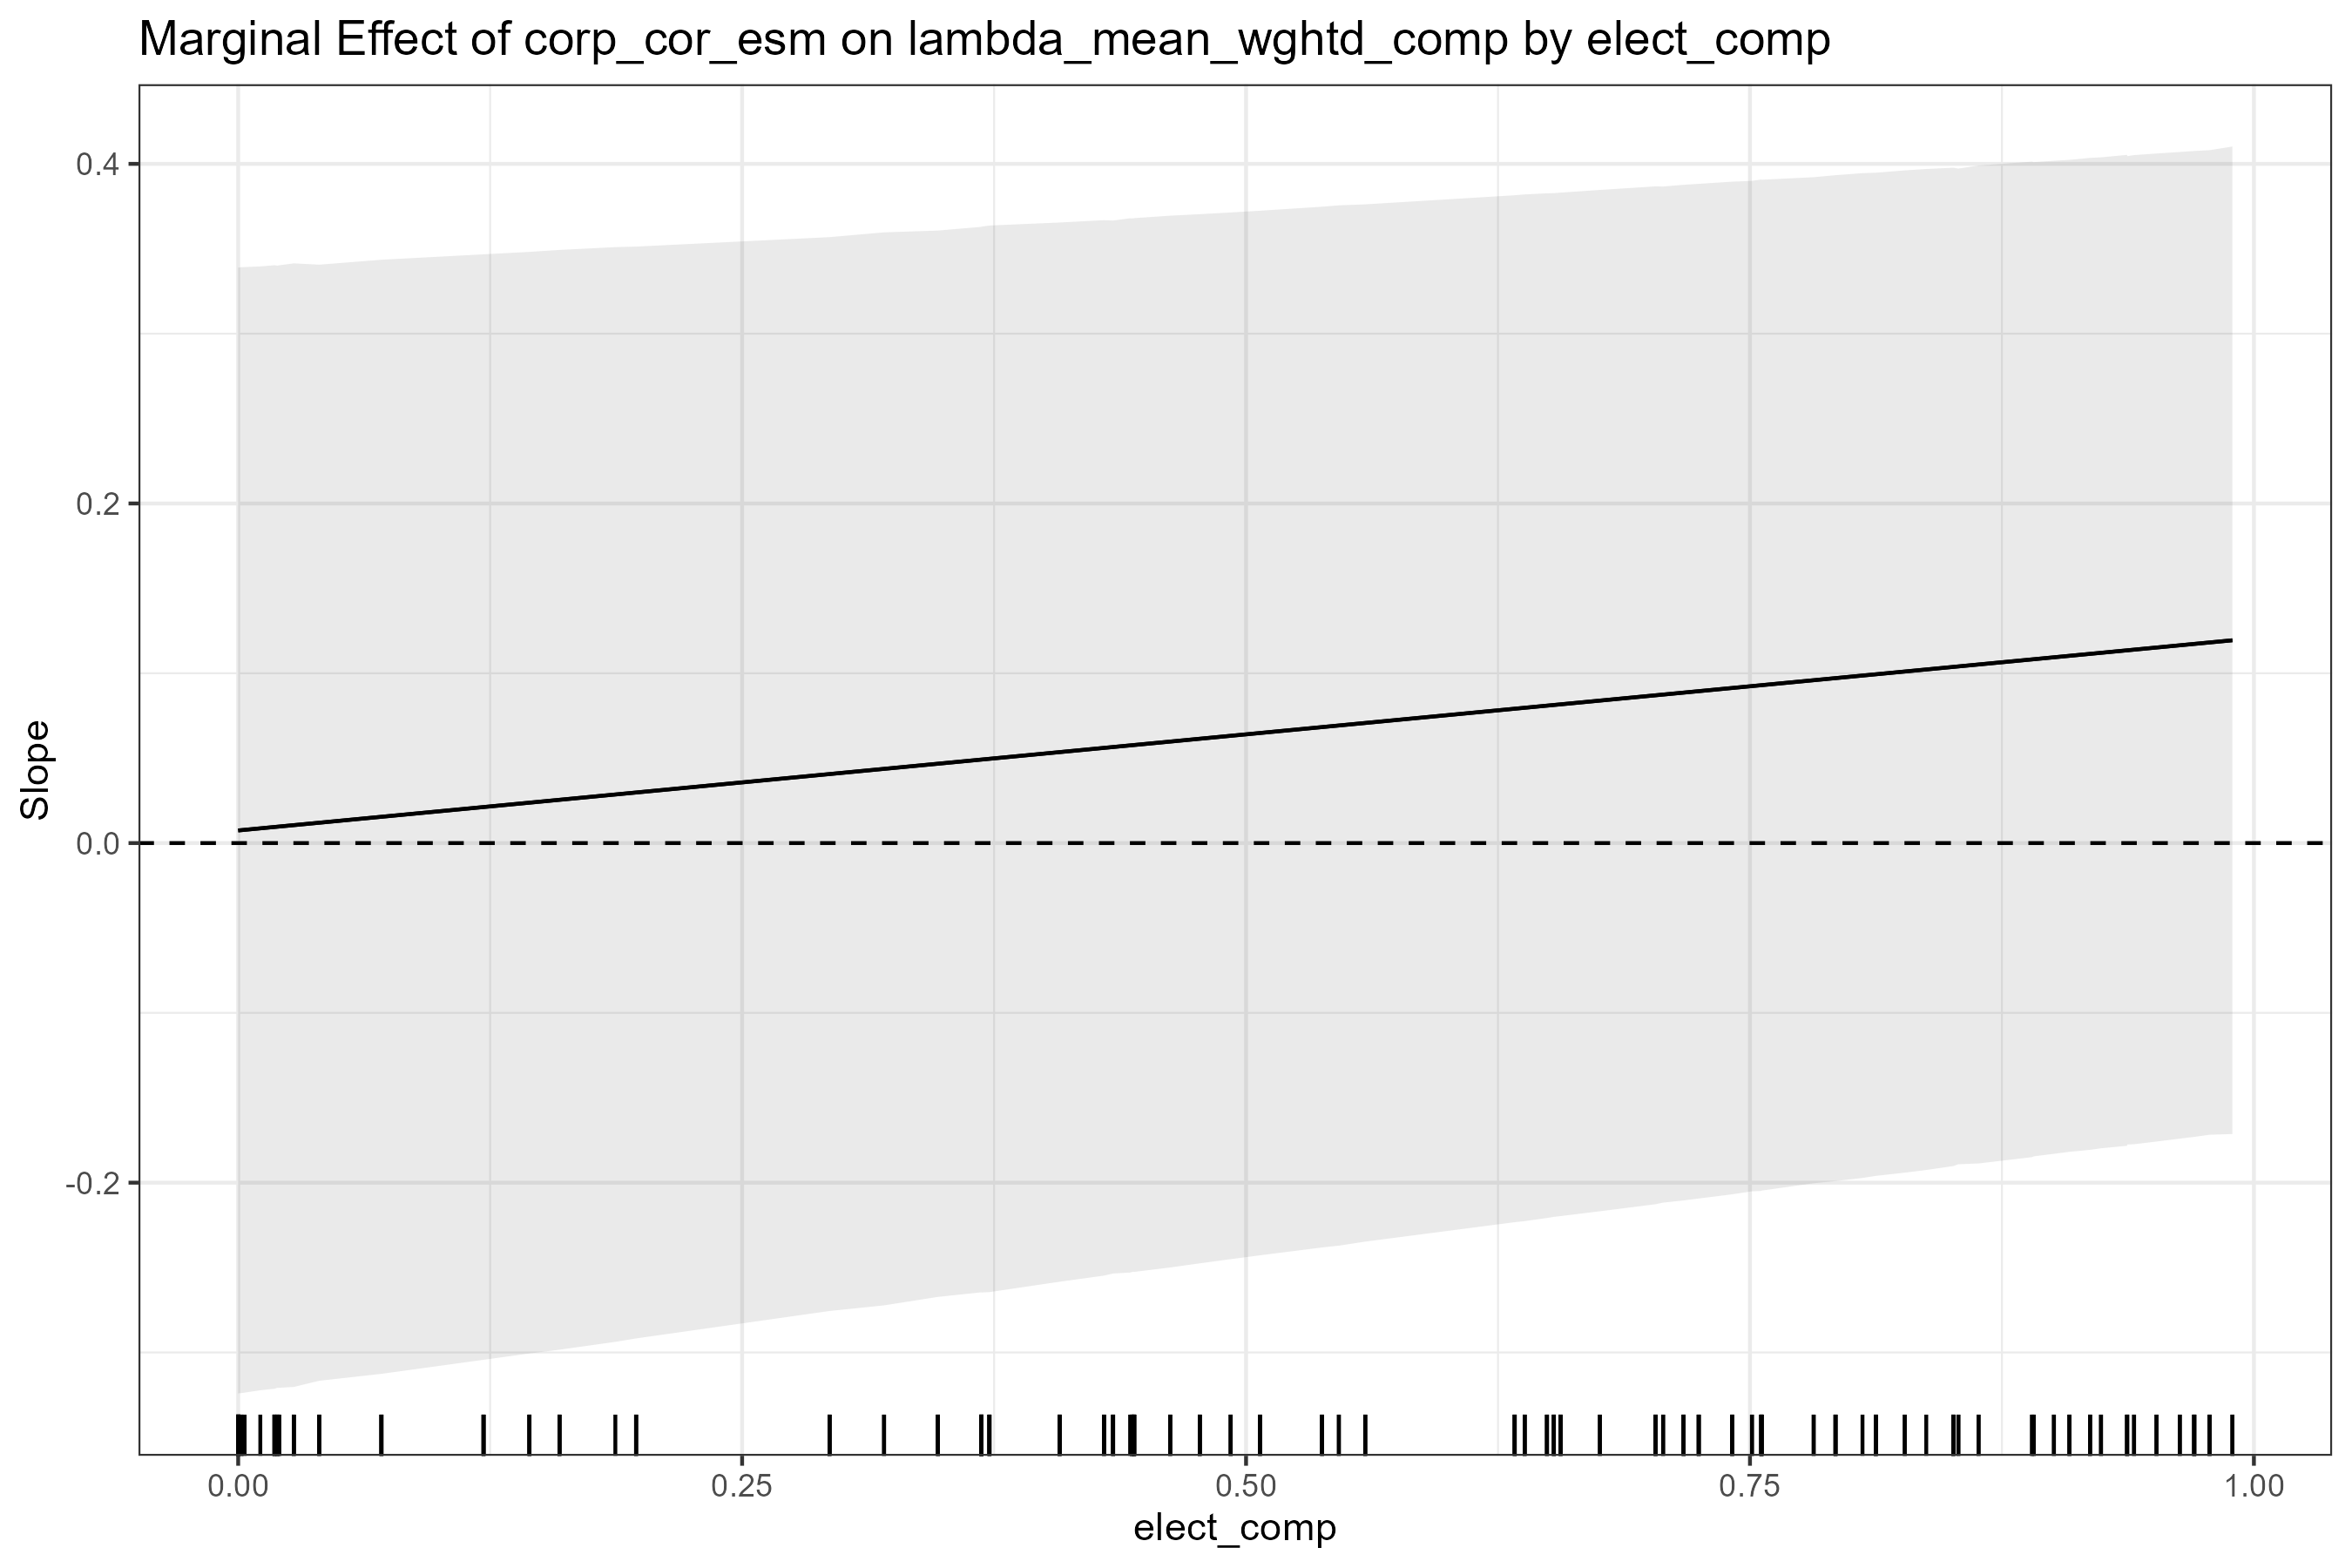 Marginal Effect of corp_cor_esm on lambda_mean_wghtd_comp by elect_comp
0.4
0.2
0.0
-0.2
Slope
0.00 0.25 0.50 0.75 1.00
elect_comp